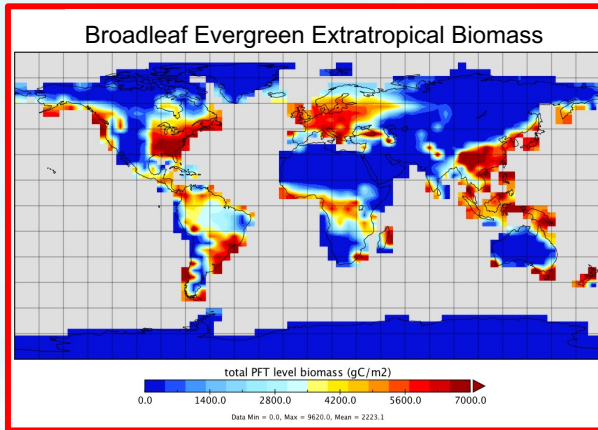 Broadleaf Evergreen Extratropical Biomass
total PFT level biomass (gC/m2)
0.0 1400.0 2800.0 4200.0 5600.0 7000.0
Data Min = 0.0, Max = 9620.0, Mean = 2223.1